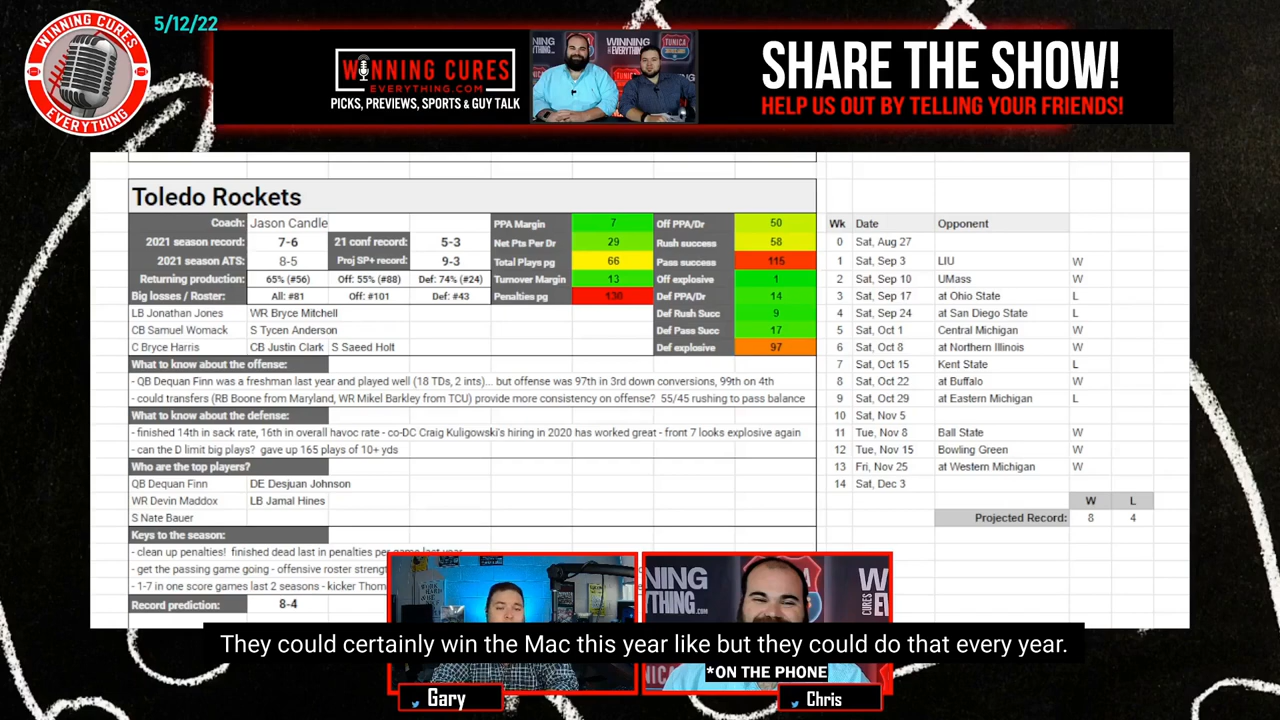 5/12/22
WINNING CURES
EVERYTHING
WINNING CURES
EVERYTHING.COM
PICKS, PREVIEWS, SPORTS & GUY TALK
WINNING
TUNICA
SHARE THE SHOW!
HELP US OUT BY TELLING YOUR FRIENDS!
Toledo Rockets
Coach: Jason Candle PPA Margin 7 Off PPA/Dr 50 Wk Date Opponent
2021 season record: 7-6 21 conf record: 5-3 Net Pts Per Dr 29 Rush success 58 0 Sat, Aug 27
2021 season ATS: 8-5 Proj SP+ record: 9-3 Total Plays pg 66 Pass success 115 1 Sat, Sep 3 LIU W
Returning production: 65% (#56) Off: 55% (#88) Def: 74% (#24) Turnover Margin 13 Off explosive 1 2 Sat, Sep 10 UMass W
Big losses / Roster: All: #81 Off: #101 Def: #43 Penalties pg 130 Def PPA/Dr 14 3 Sat, Sep 17 at Ohio State L
LB Jonathan Jones WR Bryce Mitchell Def Rush Succ 9 4 Sat, Sep 24 at San Diego State L
CB Samuel Womack S Tycen Anderson Def Pass Succ 17 5 Sat, Oct 1 Central Michigan W
C Bryce Harris CB Justin Clark S Saeed Holt Def explosive 97 6 Sat, Oct 8 at Northern Illinois W
What to know about the offense: 7 Sat, Oct 15 Kent State L
- QB Dequan Finn was a freshman last year and played well (18 TDs, 2 ints)... but offense was 97th in 3rd down conversions, 99th on 4th 8 Sat, Oct 22 at Buffalo W
- could transfers (RB Boone from Maryland, WR Mikel Barkley from TCU) provide more consistency on offense? 55/45 rushing to pass balance 9 Sat, Oct 29 at Eastern Michigan L
What to know about the defense: 10 Sat, Nov 5
- finished 14th in sack rate, 16th in overall havoc rate - co-DC Craig Kuligowski's hiring in 2020 has worked great - front 7 looks explosive again 11 Tue, Nov 8 Ball State W
- can the D limit big plays? gave up 165 plays of 10+ yds 12 Tue, Nov 15 Bowling Green W
Who are the top players? 13 Fri, Nov 25 at Western Michigan W
QB Dequan Finn DE Desjuan Johnson 14 Sat, Dec 3
WR Devin Maddox LB Jamal Hines W L
S Nate Bauer Projected Record: 8 4
Keys to the season:
- clean up penalties! finished dead last in penalties per game last year
- get the passing game going - offensive roster strengt
- 1-7 in one score games last 2 seasons - kicker Thom
Record prediction: 8-4
They could certainly win the Mac this year like but they could do that every year.
*ON THE PHONE
Gary
Chris